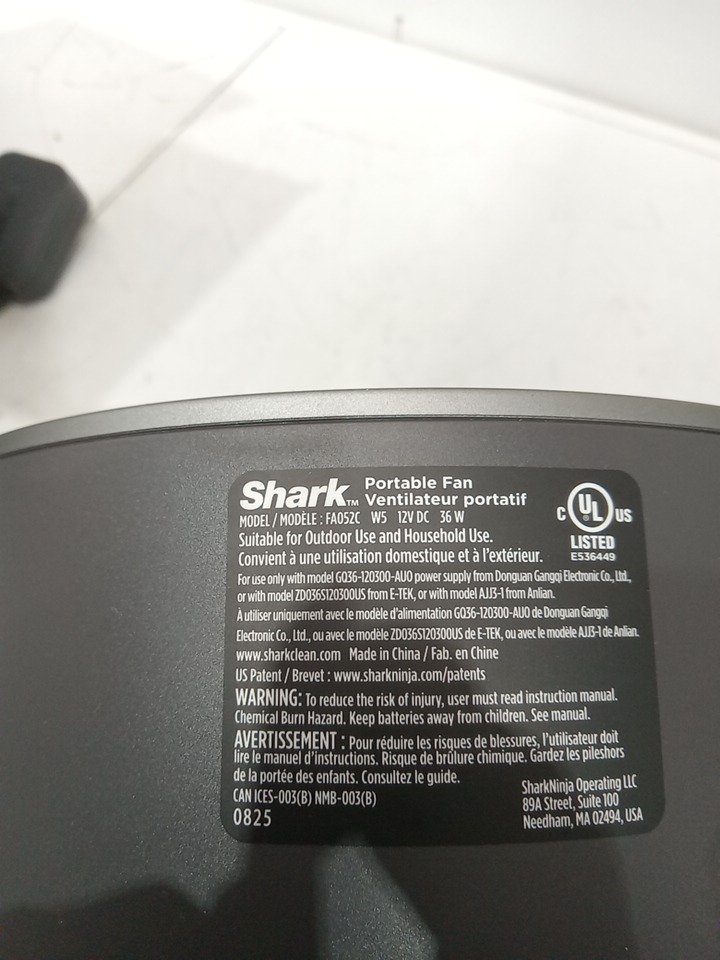 Shark™ Portable Fan
Ventilateur portatif
MODEL / MODÈLE : FA052C W5 12V DC 36 W
Suitable for Outdoor Use and Household Use.
Convient à une utilisation domestique et à l'extérieur.
C UL US
®
LISTED
E536449
For use only with model GQ36-120300-AU0 power supply from Donguan Gangqi Electronic Co., Ltd.,
or with model ZD036S120300US from E-TEK, or with model AJJ3-1 from Anlian.
À utiliser uniquement avec le modèle d'alimentation GQ36-120300-AU0 de Donguan Gangqi
Electronic Co., Ltd., ou avec le modèle ZD036S120300US de E-TEK, ou avec le modèle AJJ3-1 de Anlian.
www.sharkclean.com Made in China / Fab. en Chine
US Patent / Brevet : www.sharkninja.com/patents
WARNING: To reduce the risk of injury, user must read instruction manual.
Chemical Burn Hazard. Keep batteries away from children. See manual.
AVERTISSEMENT : Pour réduire les risques de blessures, l'utilisateur doit
lire le manuel d'instructions. Risque de brûlure chimique. Gardez les pileshors
de la portée des enfants. Consultez le guide.
CAN ICES-003(B) NMB-003(B)
0825
SharkNinja Operating LLC
89A Street, Suite 100
Needham, MA 02494, USA